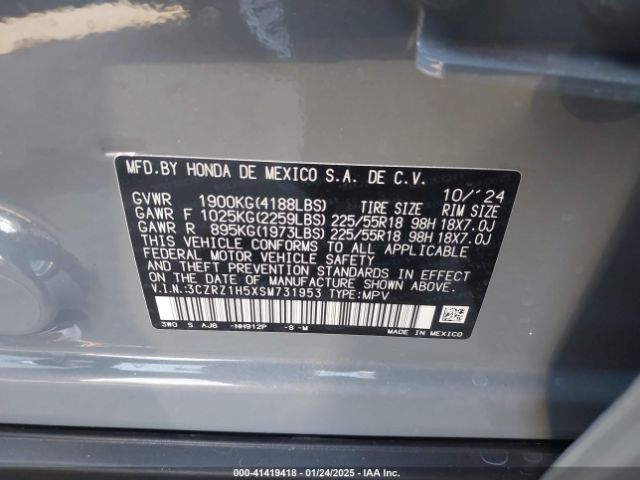 MFD.BY HONDA DE MEXICO S.A. DE C.V. 10/'24
GVWR 1900KG(4188LBS) TIRE SIZE RIM SIZE
GAWR F 1025KG(2259LBS) 225/55R18 98H 18X7.0J
GAWR R 895KG(1973LBS) 225/55R18 98H 18X7.0J
THIS VEHICLE CONFORMS TO ALL APPLICABLE
FEDERAL MOTOR VEHICLE SAFETY
AND THEFT PREVENTION STANDARDS IN EFFECT
ON THE DATE OF MANUFACTURE SHOWN ABOVE.
V.I.N.:3CZRZ1H5XSM731953 TYPE:MPV
3W0 S AJ6 -NH912P -S-M
MADE IN MEXICO
000-41419418 - 01/24/2025 - IAA Inc.